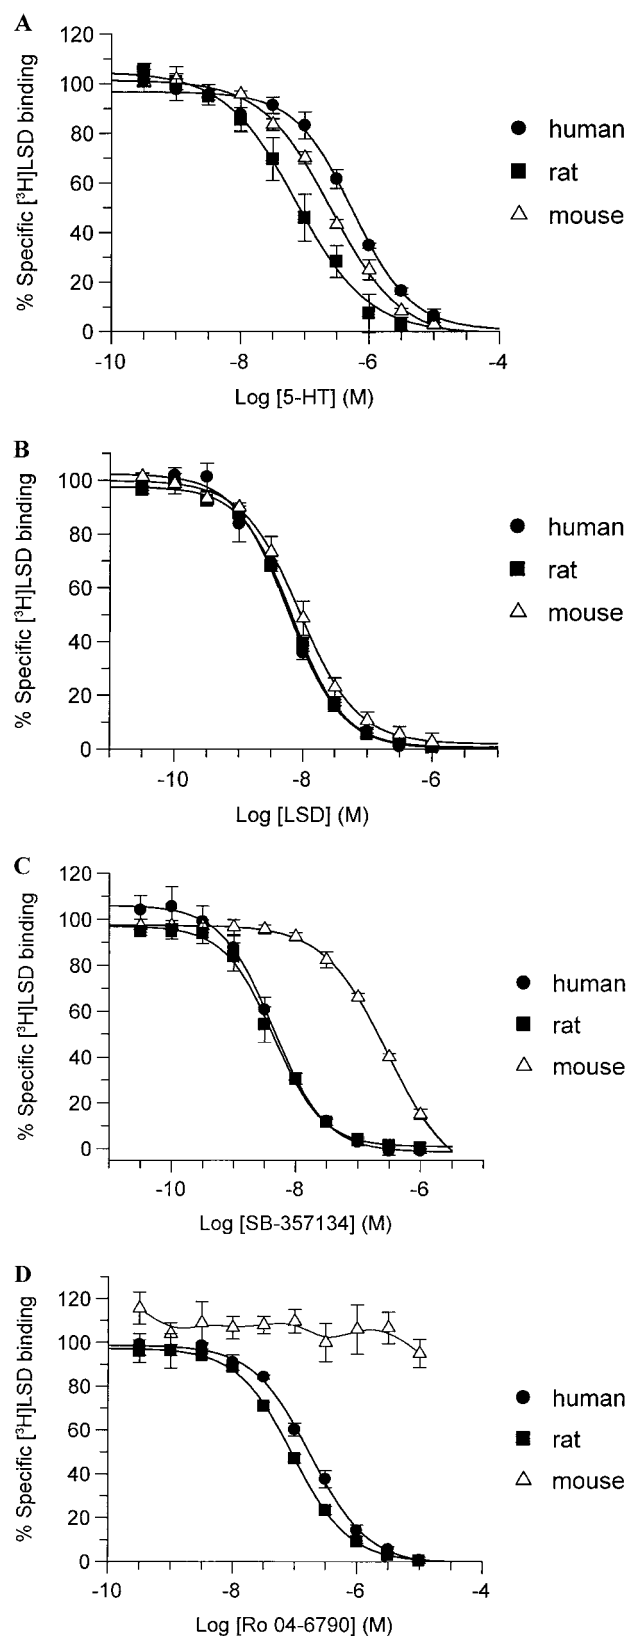 A
120
100
80
60
40
20
0
-10
-8
-6
-4
% Specific [³H]LSD binding
Log [5-HT] (M)
human
rat
mouse
B
100
80
60
40
20
0
-10
-8
-6
% Specific [³H]LSD binding
Log [LSD] (M)
human
rat
mouse
C
120
100
80
60
40
20
0
-10
-8
-6
% Specific [³H]LSD binding
Log [SB-357134] (M)
human
rat
mouse
D
120
100
80
60
40
20
0
-10
-8
-6
-4
% Specific [³H]LSD binding
Log [Ro 04-6790] (M)
human
rat
mouse